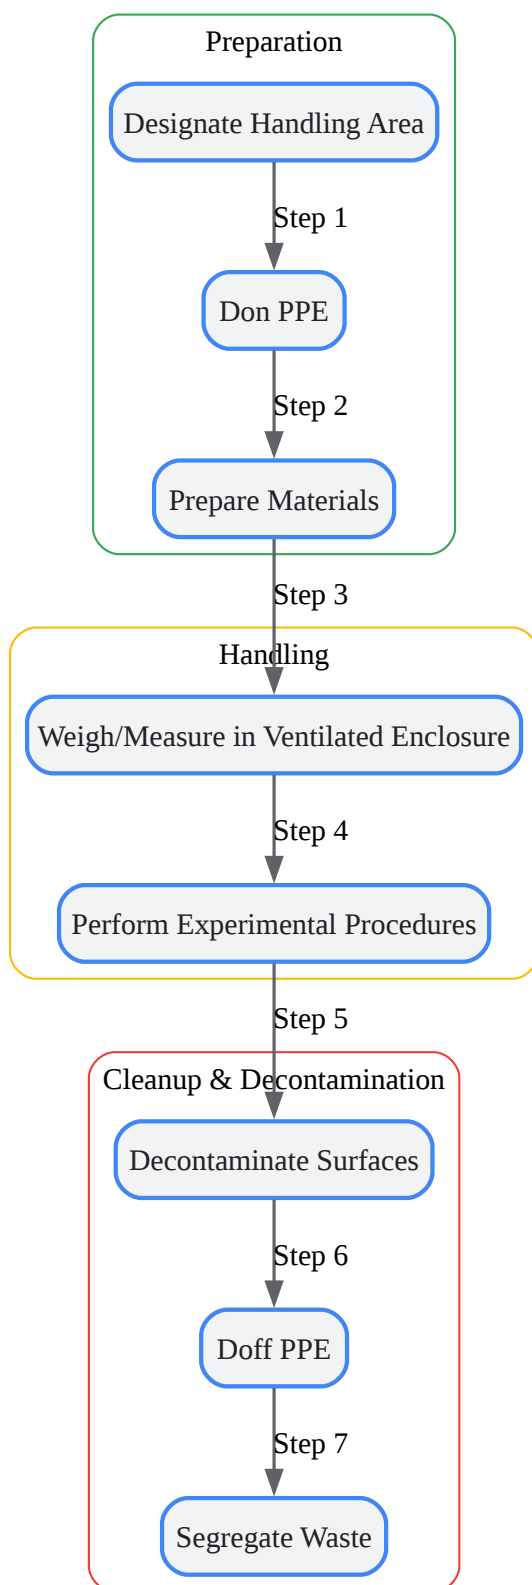 Preparation
Designate Handling Area
Step 1
Don PPE
Step 2
Prepare Materials
Step 3
Handling
Weigh/Measure in Ventilated Enclosure
Step 4
Perform Experimental Procedures
Step 5
Cleanup & Decontamination
Decontaminate Surfaces
Step 6
Doff PPE
Step 7
Segregate Waste